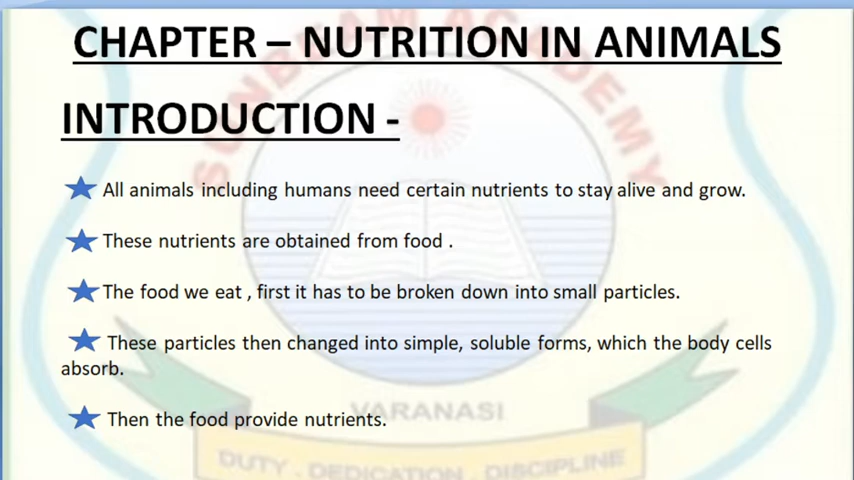 SUNBEAM ACADEMY
CHAPTER – NUTRITION IN ANIMALS
INTRODUCTION -
All animals including humans need certain nutrients to stay alive and grow.
These nutrients are obtained from food .
The food we eat , first it has to be broken down into small particles.
These particles then changed into simple, soluble forms, which the body cells
absorb.
Then the food provide nutrients.
VARANASI
DUTY . DEDICATION . DISCIPLINE